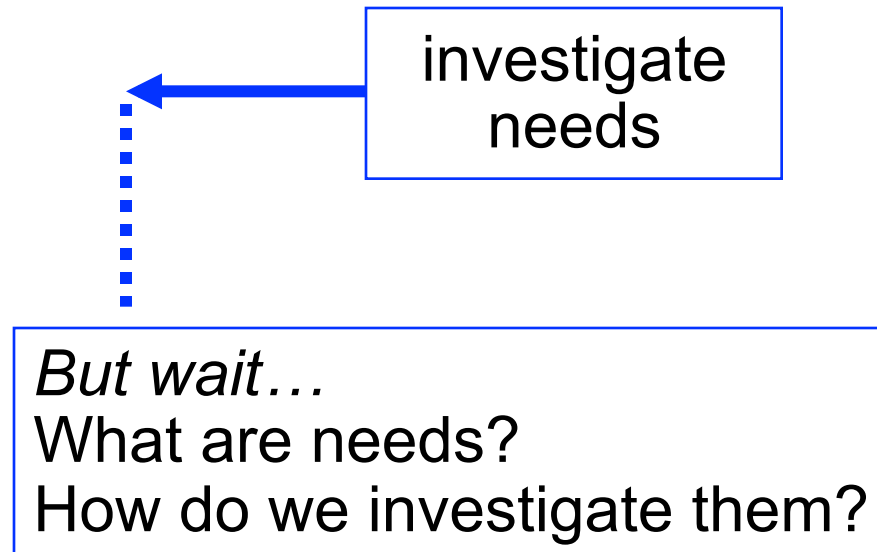 investigate
needs
But wait…
What are needs?
How do we investigate them?